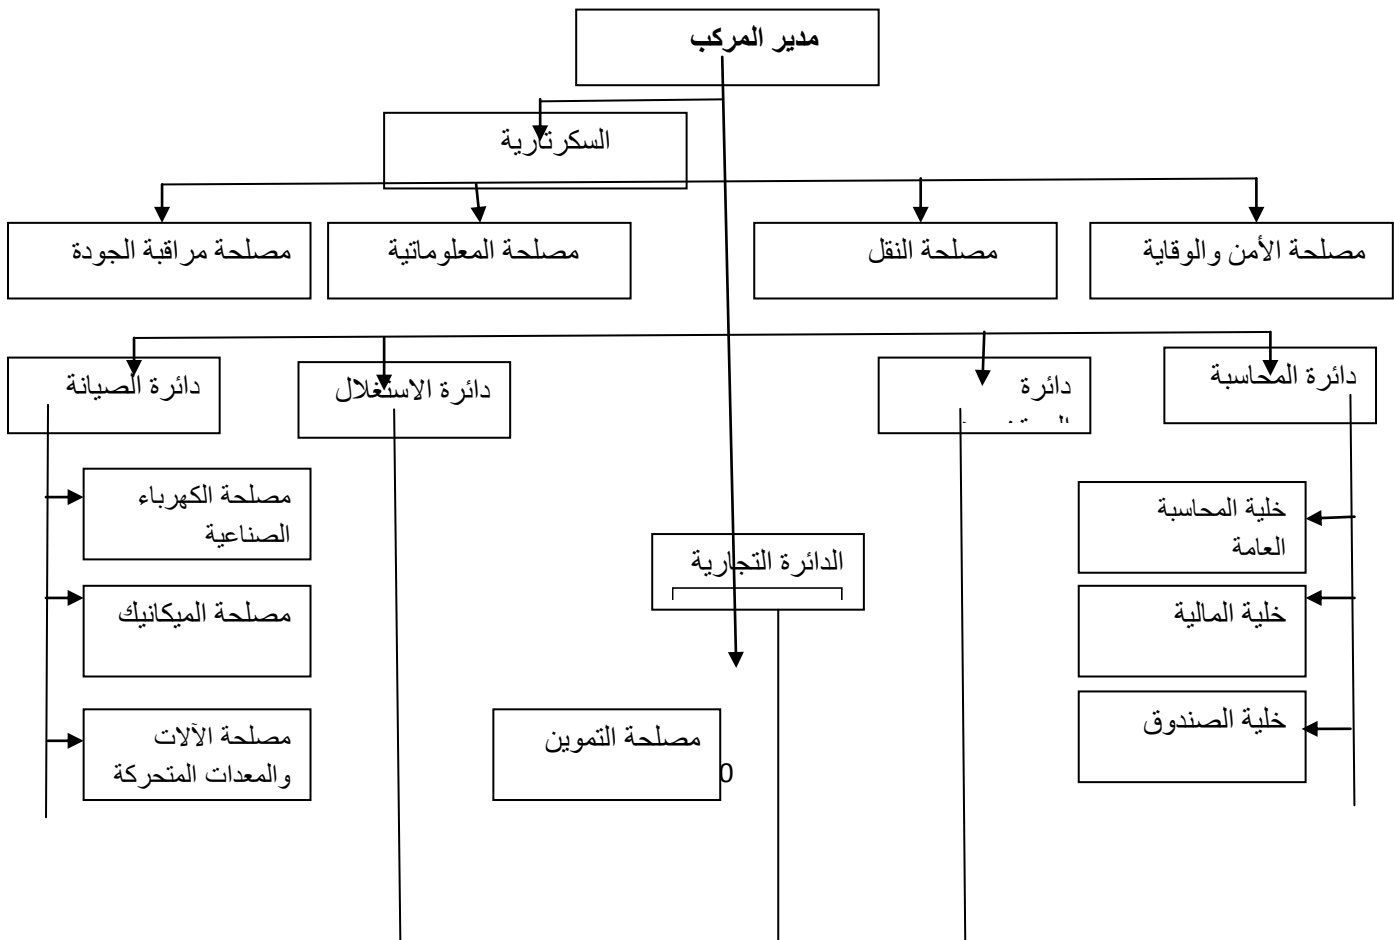 مدير المركب
السكرتارية
مصلحة الأمن والوقاية
مصلحة النقل
مصلحة المعلوماتية
مصلحة مراقبة الجودة
دائرة المحاسبة
دائرة
دائرة الاستغلال
دائرة الصيانة
خلية المحاسبة
العامة
خلية المالية
خلية الصندوق
الدائرة التجارية
مصلحة التموين
0
مصلحة الكهرباء
الصناعية
مصلحة الميكانيك
مصلحة الآلات
والمعدات المتحركة